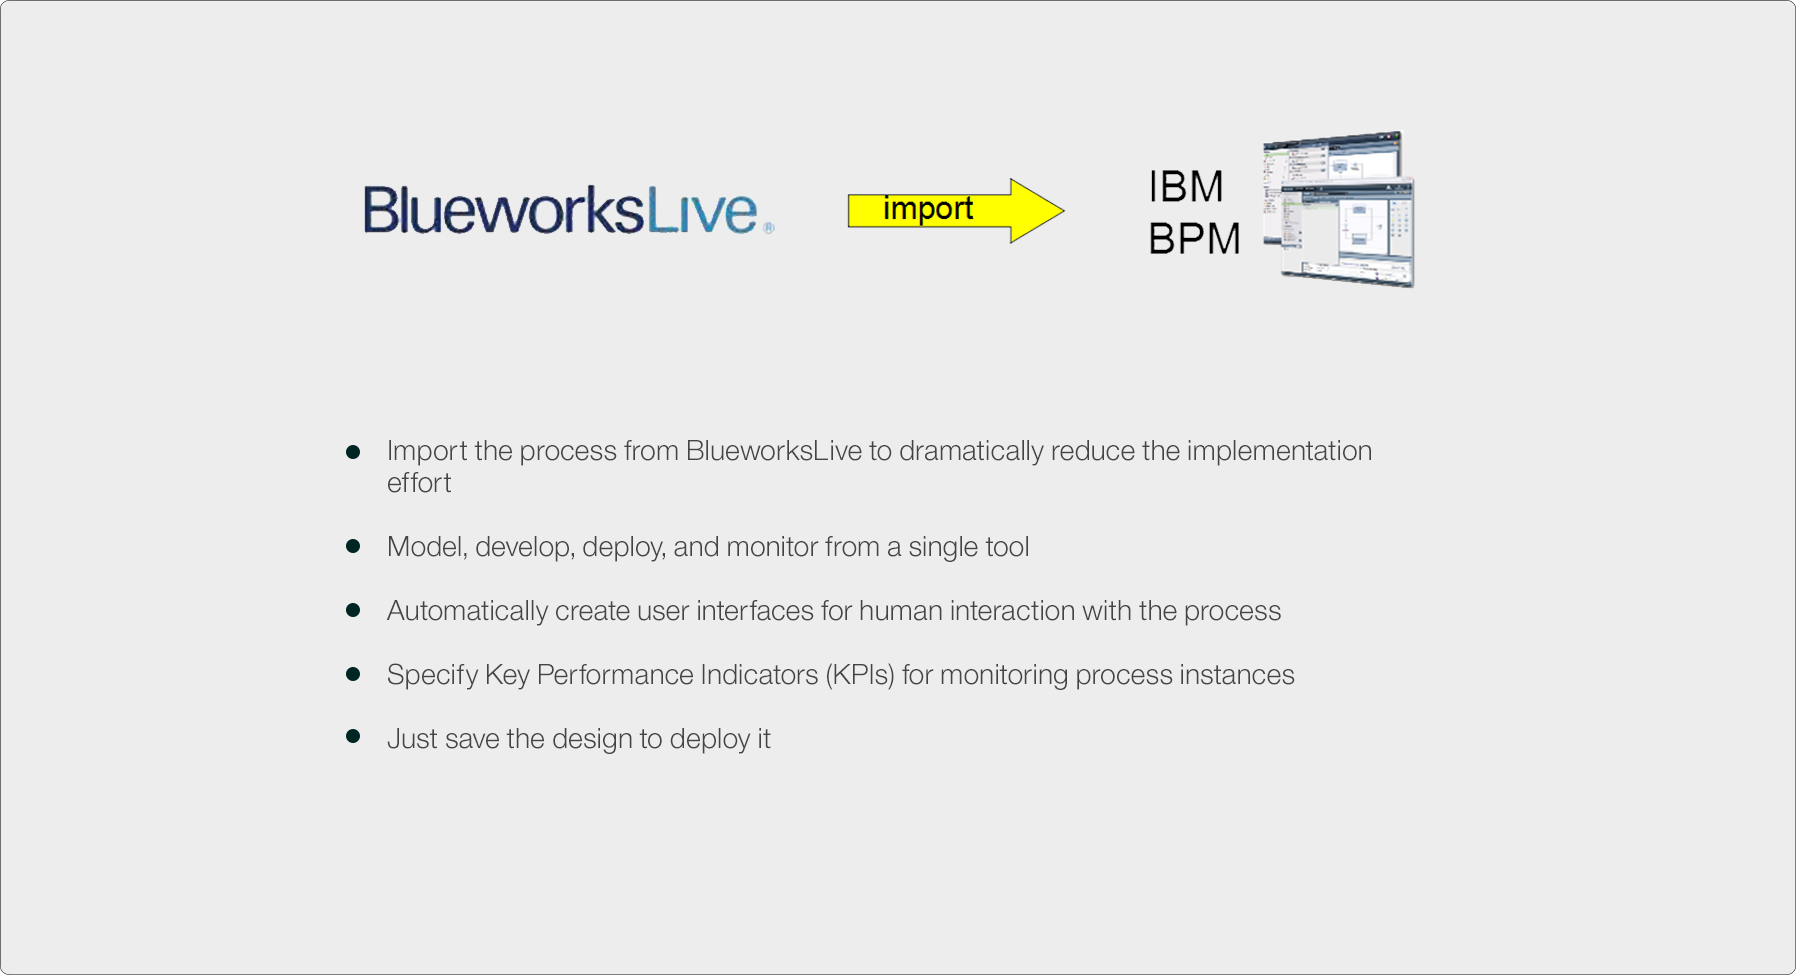 BlueworksLive®
import
IBM
BPM
Import the process from BlueworksLive to dramatically reduce the implementation
effort
Model, develop, deploy, and monitor from a single tool
Automatically create user interfaces for human interaction with the process
Specify Key Performance Indicators (KPIs) for monitoring process instances
Just save the design to deploy it